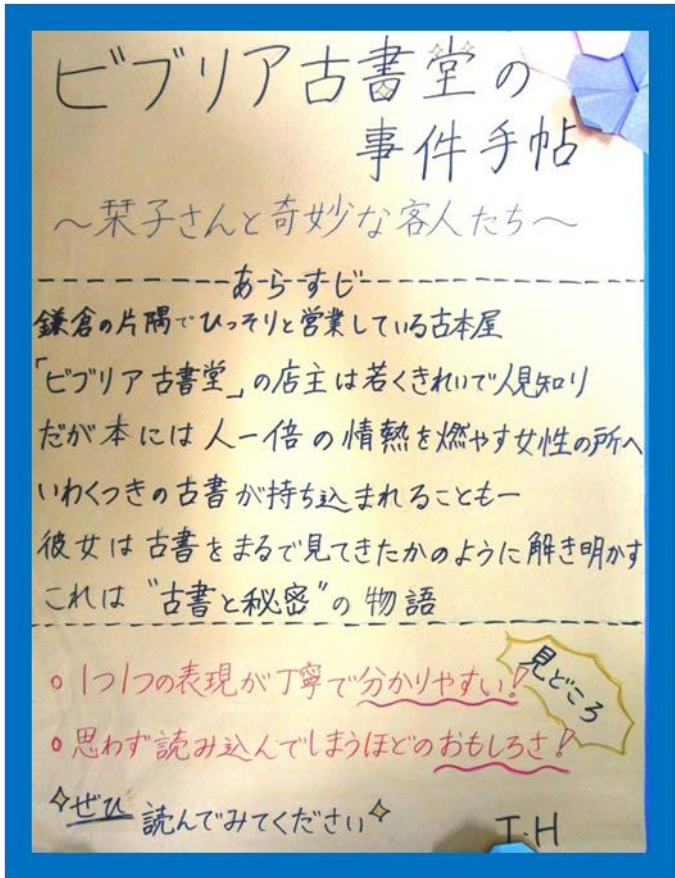 ビブリア古書堂の
事件手帖
～栞子さんと奇妙な客人たち～
あらすじ
鎌倉の片隅でひっそりと営業している古本屋
「ビブリア古書堂」の店主は若くきれいで人見知り
だが本には人一倍の情熱を燃やす女性の所へ
いわくつきの古書が持ち込まれることもー
彼女は古書をまるで見てきたかのように解き明かす
これは“古書と秘密”の物語
見どころ
○1つ1つの表現が丁寧で分かりやすい！
○思わず読み込んでしまうほどのおもしろさ！
ぜひ読んでみてください
T・H